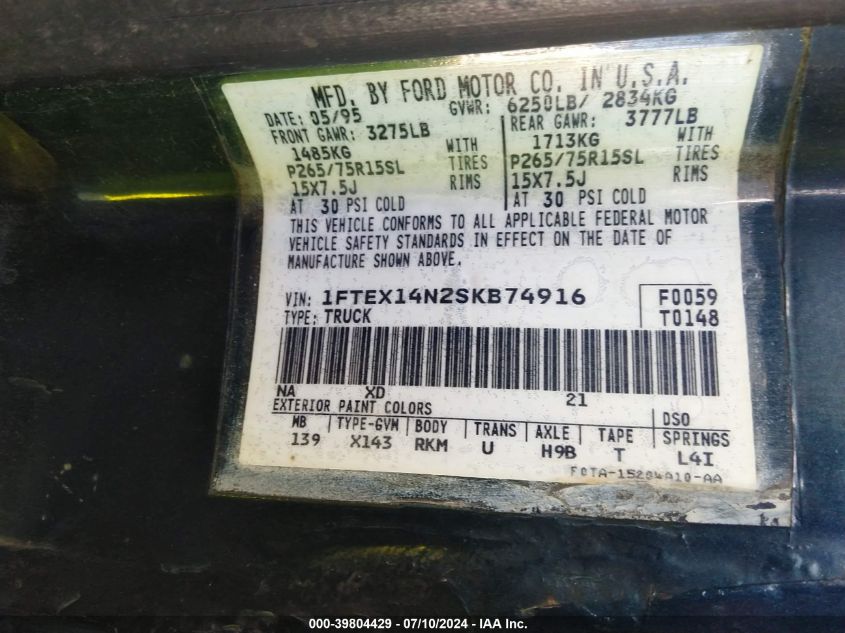 MFD. BY FORD MOTOR CO. IN U.S.A.
DATE: 05/95 GVWR: 6250LB/ 2834KG
FRONT GAWR: 3275LB REAR GAWR: 3777LB
1485KG WITH 1713KG WITH
P265/75R15SL TIRES P265/75R15SL TIRES
15X7.5J RIMS 15X7.5J RIMS
AT 30 PSI COLD AT 30 PSI COLD
THIS VEHICLE CONFORMS TO ALL APPLICABLE FEDERAL MOTOR
VEHICLE SAFETY STANDARDS IN EFFECT ON THE DATE OF
MANUFACTURE SHOWN ABOVE.
VIN: 1FTEX14N2SKB74916 F0059
TYPE: TRUCK T0148
NA XD 21
EXTERIOR PAINT COLORS DSO
WB TYPE-GVM BODY TRANS AXLE TAPE SPRINGS
139 X143 RKM U H9B T L4I
000-39804429 - 07/10/2024 - IAA Inc.